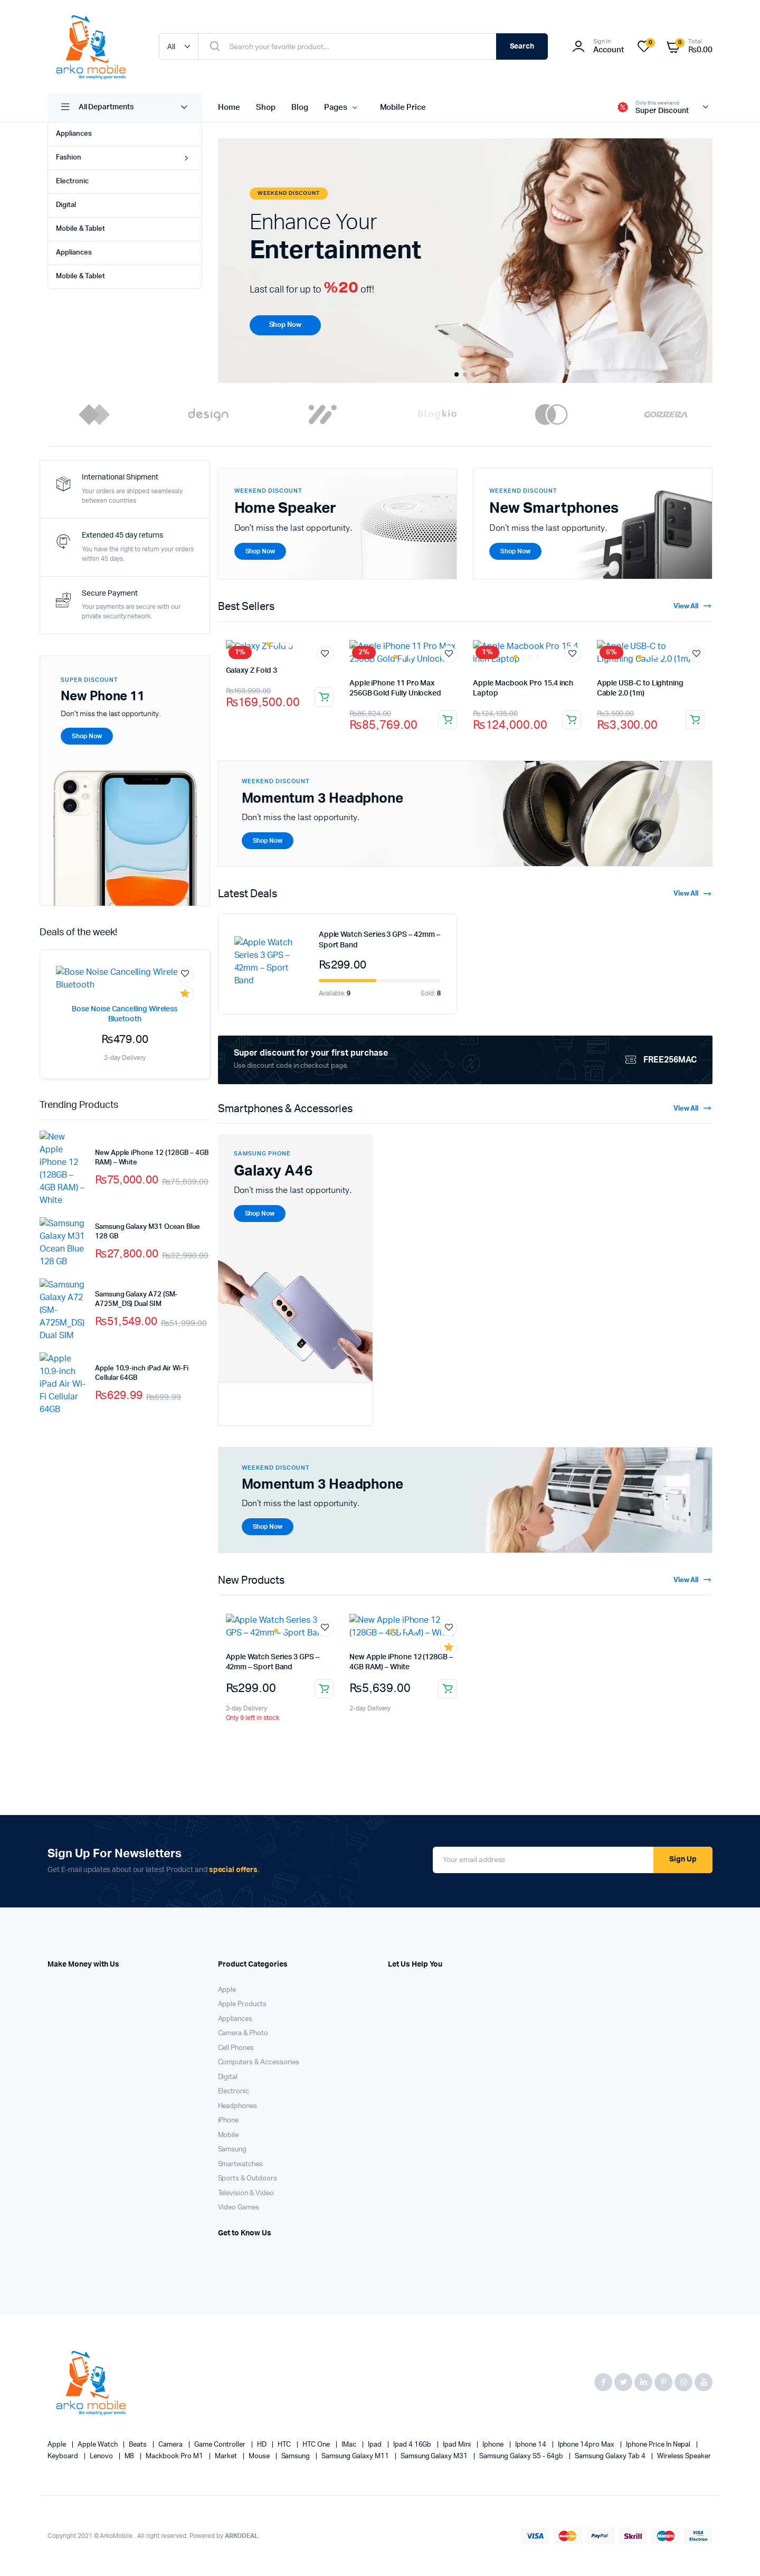 arko mobile
All
Search your favorite product...
Search
Sign In
Account
0
0
Total
₨0.00
All Departments
Home
Shop
Blog
Pages
Mobile Price
Only this weekend
Super Discount
Appliances
Fashion
Electronic
Digital
Mobile & Tablet
Appliances
Mobile & Tablet
WEEKEND DISCOUNT
Enhance Your
Entertainment
Last call for up to %20 off!
Shop Now
design
Blogkio
GORRERA
International Shipment
Your orders are shipped seamlessly
between countries
Extended 45 day returns
You have the right to return your orders
within 45 days.
Secure Payment
Your payments are secure with our
private security network.
WEEKEND DISCOUNT
Home Speaker
Don't miss the last opportunity.
Shop Now
WEEKEND DISCOUNT
New Smartphones
Don't miss the last opportunity.
Shop Now
Best Sellers
View All
Galaxy Z Fold 3
1%
Galaxy Z Fold 3
₨169,999.00
₨169,500.00
Apple iPhone 11 Pro Max
256GB Gold Fully Unlocked
2%
Apple iPhone 11 Pro Max
256GB Gold Fully Unlocked
₨86,824.00
₨85,769.00
Apple Macbook Pro 15.4
inch Laptop
1%
Apple Macbook Pro 15.4 inch
Laptop
₨124,135.00
₨124,000.00
Apple USB-C to
Lightning Cable 2.0 (1m)
6%
Apple USB-C to Lightning
Cable 2.0 (1m)
₨3,500.00
₨3,300.00
SUPER DISCOUNT
New Phone 11
Don't miss the last opportunity.
Shop Now
WEEKEND DISCOUNT
Momentum 3 Headphone
Don't miss the last opportunity.
Shop Now
Latest Deals
View All
Apple Watch
Series 3 GPS –
42mm – Sport
Band
Apple Watch Series 3 GPS – 42mm –
Sport Band
₨299.00
Available: 9
Sold: 8
Deals of the week!
Bose Noise Cancelling Wireless
Bluetooth
Bose Noise Cancelling Wireless
Bluetooth
₨479.00
2-day Delivery
Super discount for your first purchase
Use discount code in checkout page.
FREE256MAC
Trending Products
New
Apple
iPhone 12
(128GB –
4GB RAM) –
White
New Apple iPhone 12 (128GB – 4GB
RAM) – White
₨75,000.00 ₨75,639.00
Samsung
Galaxy M31
Ocean Blue
128 GB
Samsung Galaxy M31 Ocean Blue
128 GB
₨27,800.00 ₨32,990.00
Samsung
Galaxy A72
(SM-
A725M_DS)
Dual SIM
Samsung Galaxy A72 (SM-
A725M_DS) Dual SIM
₨51,549.00 ₨51,999.00
Apple
10.9-inch
iPad Air Wi-
Fi Cellular
64GB
Apple 10.9-inch iPad Air Wi-Fi
Cellular 64GB
₨629.99 ₨699.99
Smartphones & Accessories
View All
SAMSUNG PHONE
Galaxy A46
Don't miss the last opportunity.
Shop Now
WEEKEND DISCOUNT
Momentum 3 Headphone
Don't miss the last opportunity.
Shop Now
New Products
View All
Apple Watch Series 3
GPS – 42mm – Sport Band
Apple Watch Series 3 GPS –
42mm – Sport Band
₨299.00
2-day Delivery
Only 9 left in stock
New Apple iPhone 12
(128GB – 4GB RAM) – White
New Apple iPhone 12 (128GB –
4GB RAM) – White
₨5,639.00
2-day Delivery
Sign Up For Newsletters
Get E-mail updates about our latest Product and special offers.
Your email address
Sign Up
Make Money with Us
Product Categories
Let Us Help You
Apple
Apple Products
Appliances
Camera & Photo
Cell Phones
Computers & Accessories
Digital
Electronic
Headphones
iPhone
Mobile
Samsung
Smartwatches
Sports & Outdoors
Television & Video
Video Games
Get to Know Us
arko mobile
Apple | Apple Watch | Beats | Camera | Game Controller | HD | HTC | HTC One | IMac | Ipad | Ipad 4 16Gb | Ipad Mini | Iphone | Iphone 14 | Iphone 14pro Max | Iphone Price In Nepal |
Keyboard | Lenovo | M8 | Mackbook Pro M1 | Market | Mouse | Samsung | Samsung Galaxy M11 | Samsung Galaxy M31 | Samsung Galaxy S5 - 64gb | Samsung Galaxy Tab 4 | Wireless Speaker
Copyright 2021 © ArkoMobile . All right reserved. Powered by ARKODEAL.
VISA
PayPal
Skrill
VISA
Electron